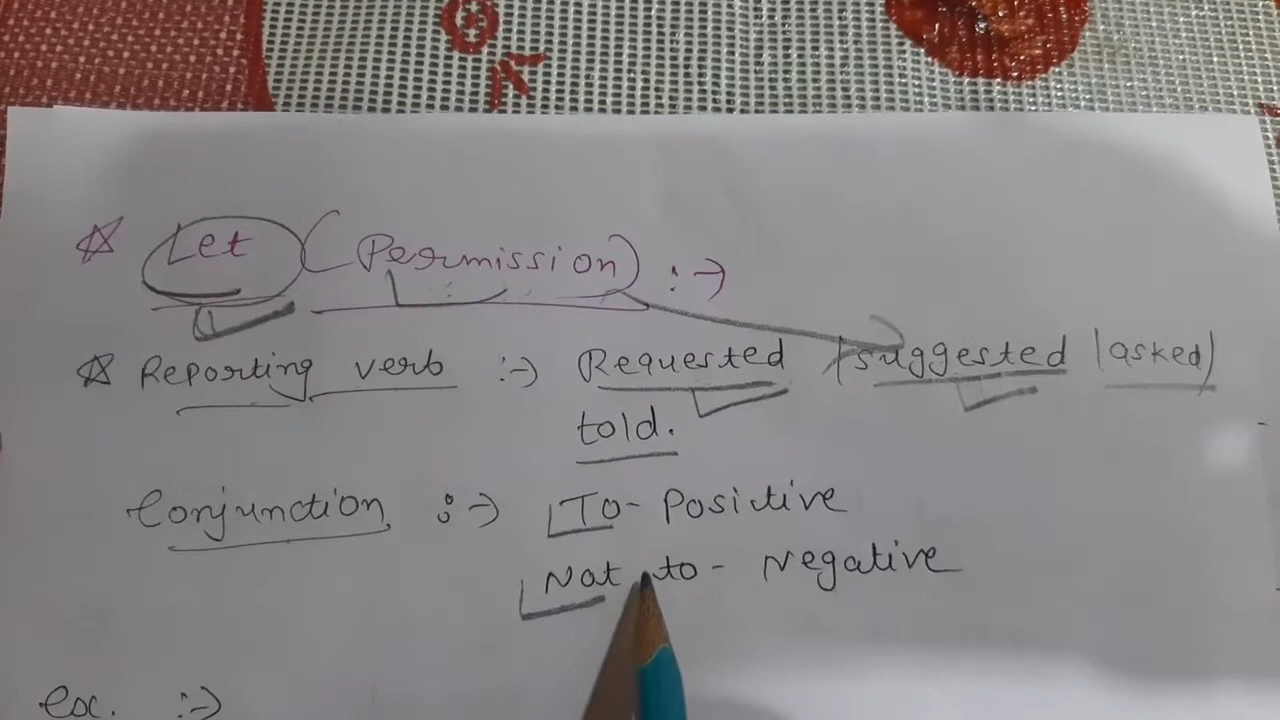 ☆ Let (Permission) :→
☆ Reporting verb :→ Requested /suggested |asked)
told.
Conjunction :→ To - Positive
Not to - Negative
ex. :→